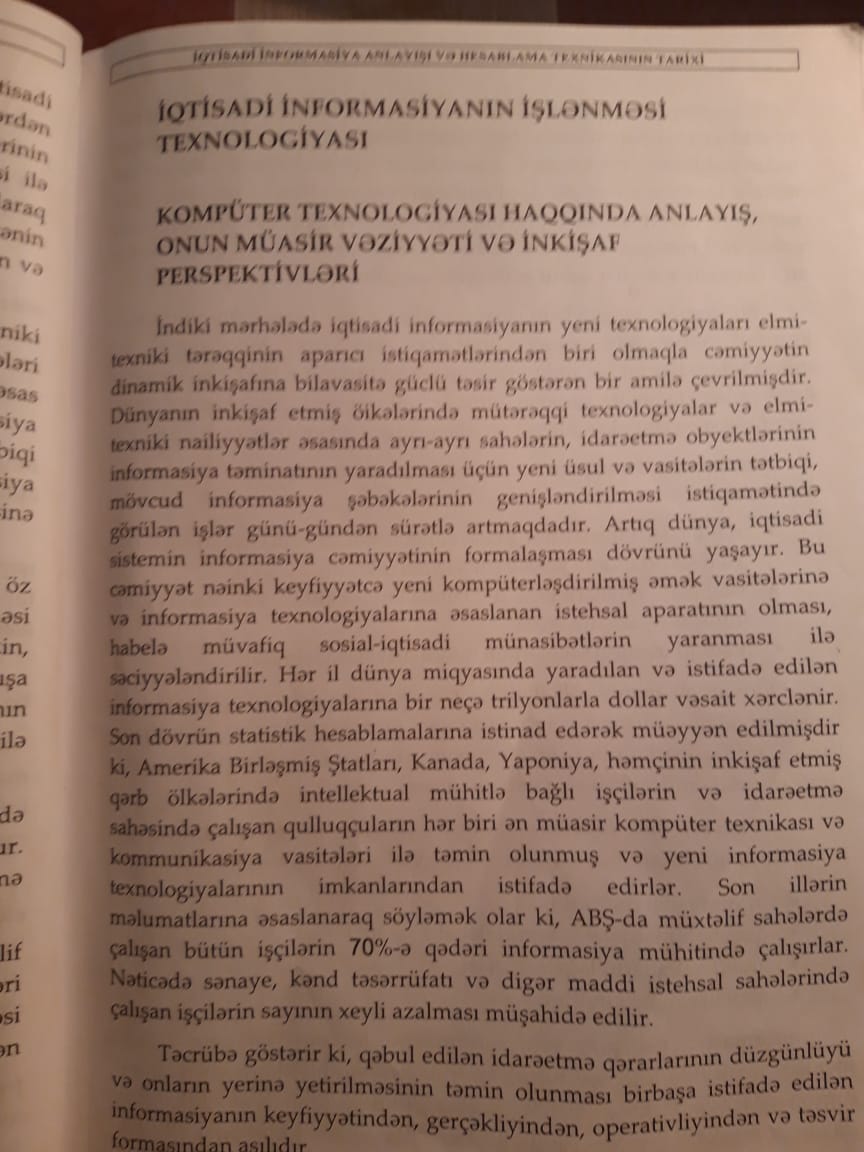 tisadi
ərdən
rinin
si ilə
araq
ənin
n və
niki
ələri
əsas
siya
biqi
siya
sinə
öz
əsi
in,
ışa
nın
ilə
də
ur.
nə
lif
əri
əsi
ən
İQTİSADİ İNFORMASİYA ANLAYIŞI VƏ HESABLAMA TEXNİKASININ TARİXİ
İQTİSADİ İNFORMASİYANIN İŞLƏNMƏSİ
TEXNOLOGİYASI
KOMPÜTER TEXNOLOGİYASI HAQQINDA ANLAYIŞ,
ONUN MÜASİR VƏZİYYƏTİ VƏ İNKİŞAF
PERSPEKTİVLƏRİ
İndiki mərhələdə iqtisadi informasiyanın yeni texnologiyaları elmi-
texniki tərəqqinin aparıcı istiqamətlərindən biri olmaqla cəmiyyətin
dinamik inkişafına bilavasitə güclü təsir göstərən bir amilə çevrilmişdir.
Dünyanın inkişaf etmiş öikələrində mütərəqqi texnologiyalar və elmi-
texniki nailiyyətlər əsasında ayrı-ayrı sahələrin, idarəetmə obyektlərinin
informasiya təminatının yaradılması üçün yeni üsul və vasitələrin tətbiqi,
mövcud informasiya şəbəkələrinin genişləndirilməsi istiqamətində
görülən işlər günü-gündən sürətlə artmaqdadır. Artıq dünya, iqtisadi
sistemin informasiya cəmiyyətinin formalaşması dövrünü yaşayır. Bu
cəmiyyət nəinki keyfiyyətcə yeni kompüterləşdirilmiş əmək vasitələrinə
və informasiya texnologiyalarına əsaslanan istehsal aparatının olması,
habelə müvafiq sosial-iqtisadi münasibətlərin yaranması ilə
səciyyələndirilir. Hər il dünya miqyasında yaradılan və istifadə edilən
informasiya texnologiyalarına bir neçə trilyonlarla dollar vəsait xərclənir.
Son dövrün statistik hesablamalarına istinad edərək müəyyən edilmişdir
ki, Amerika Birləşmiş Ştatları, Kanada, Yaponiya, həmçinin inkişaf etmiş
qərb ölkələrində intellektual mühitlə bağlı işçilərin və idarəetmə
sahəsində çalışan qulluqçuların hər biri ən müasir kompüter texnikası və
kommunikasiya vasitələri ilə təmin olunmuş və yeni informasiya
texnologiyalarının imkanlarından istifadə edirlər. Son illərin
məlumatlarına əsaslanaraq söyləmək olar ki, ABŞ-da müxtəlif sahələrdə
çalışan bütün işçilərin 70%-ə qədəri informasiya mühitində çalışırlar.
Nəticədə sənaye, kənd təsərrüfatı və digər maddi istehsal sahələrində
çalışan işçilərin sayının xeyli azalması müşahidə edilir.
Təcrübə göstərir ki, qəbul edilən idarəetmə qərarlarının düzgünlüyü
və onların yerinə yetirilməsinin təmin olunması birbaşa istifadə edilən
informasiyanın keyfiyyətindən, gerçəkliyindən, operativliyindən və təsvir
formasından asılıdır.